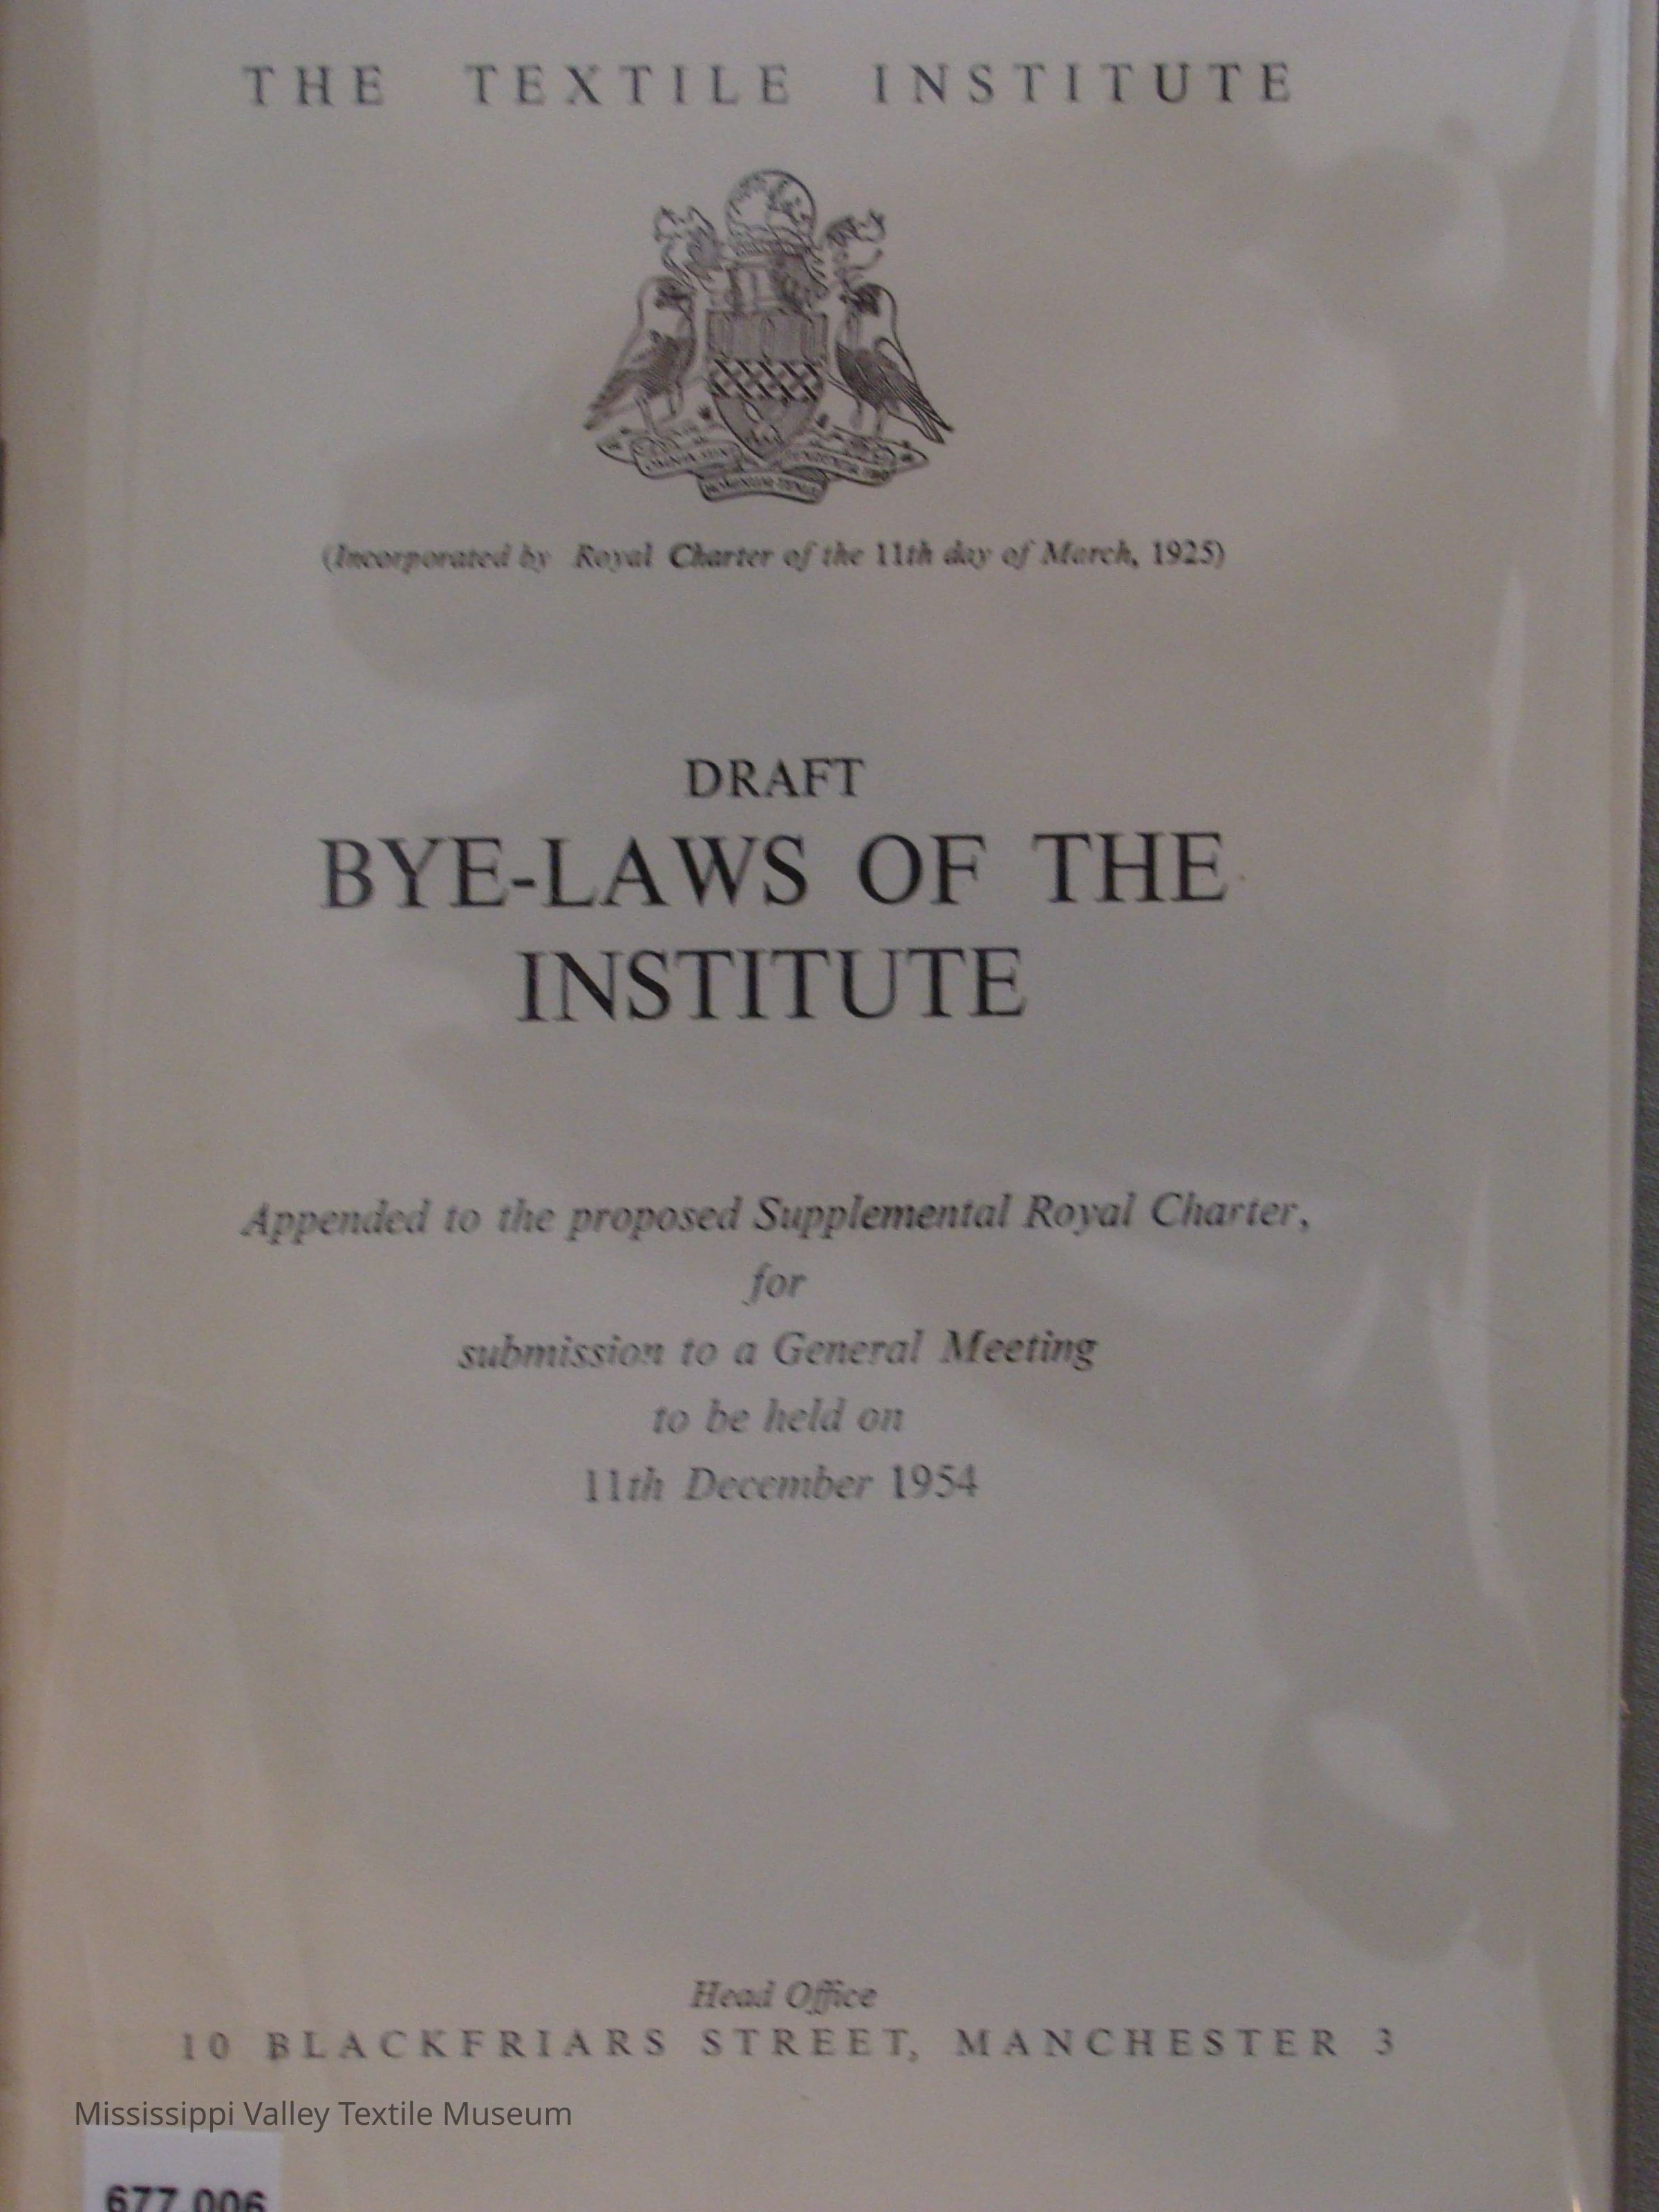 THE TEXTILE INSTITUTE
(Incorporated by Royal Charter of the 11th day of March, 1925)
DRAFT
BYE-LAWS OF THE
INSTITUTE
Appended to the proposed Supplemental Royal Charter,
for
submission to a General Meeting
to be held on
11th December 1954
Head Office
10 BLACKFRIARS STREET, MANCHESTER 3
Mississippi Valley Textile Museum
677.006